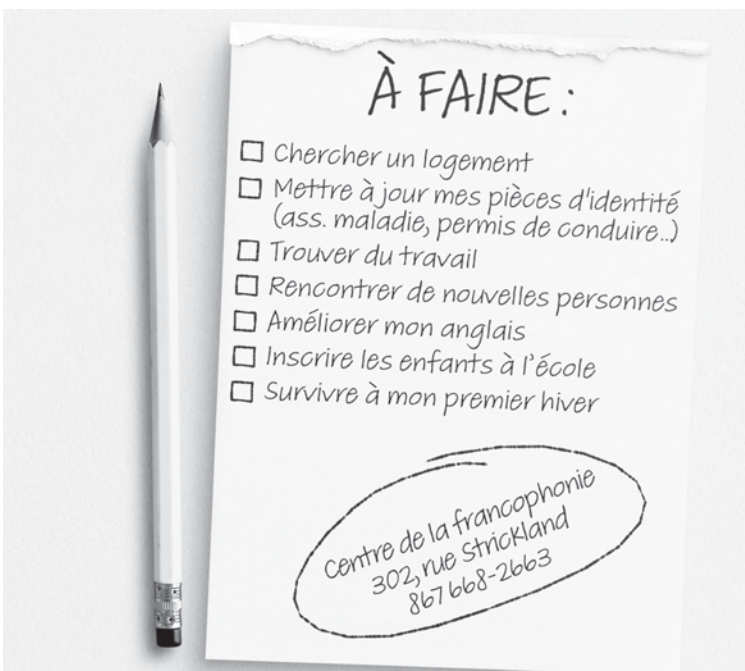 À FAIRE :
Chercher un logement
Mettre à jour mes pièces d'identité
(ass. maladie, permis de conduire...)
Trouver du travail
Rencontrer de nouvelles personnes
Améliorer mon anglais
Inscrire les enfants à l'école
Survivre à mon premier hiver
Centre de la francophonie
302, rue Strickland
867 668-2663